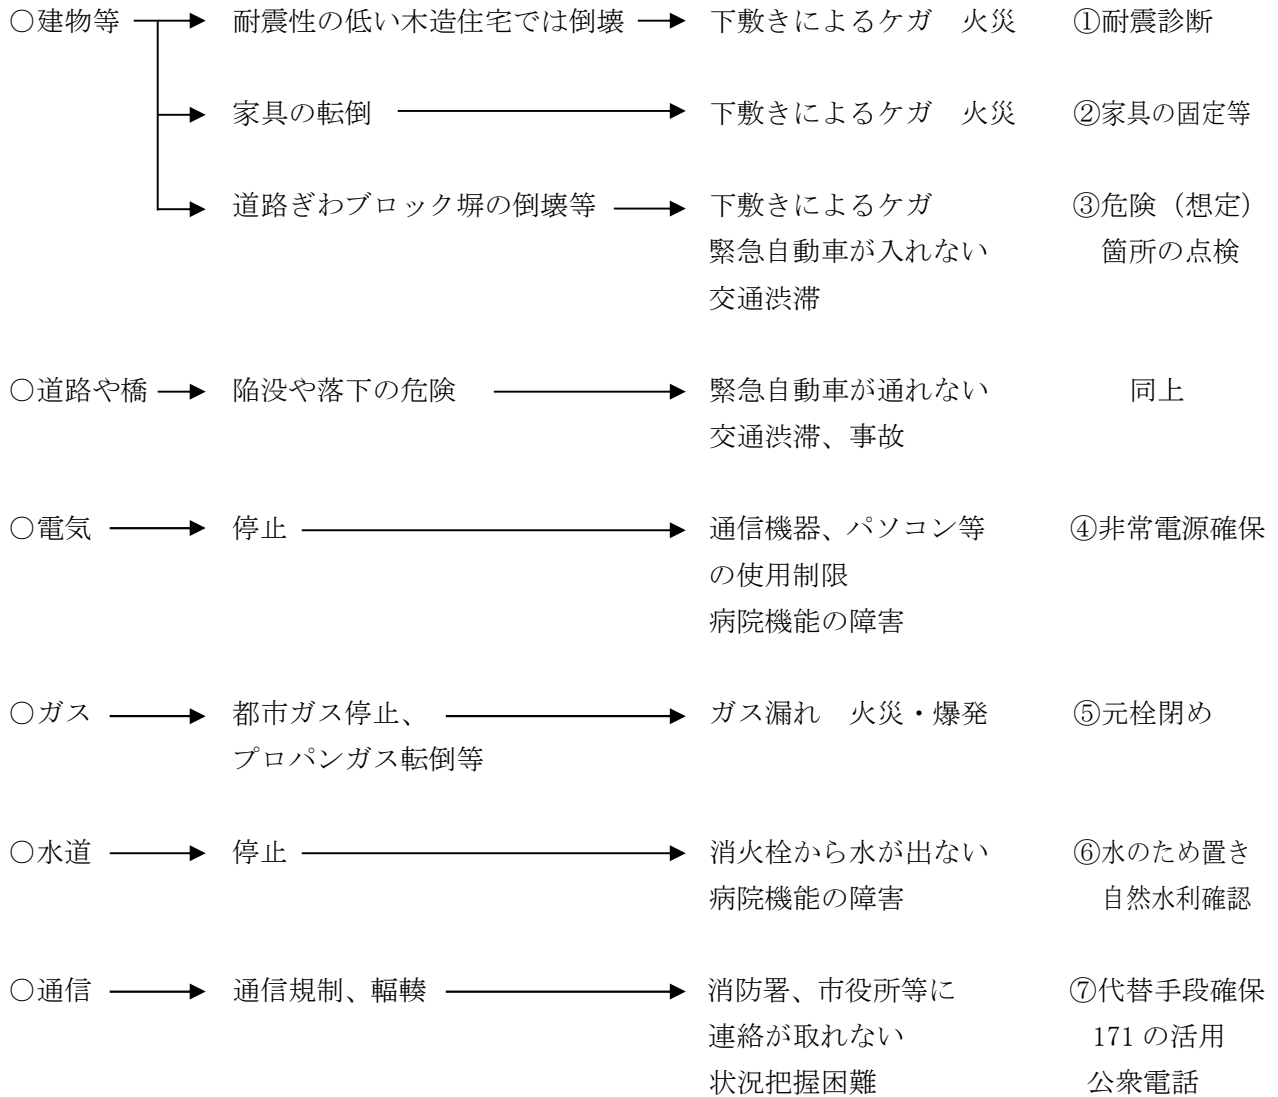 ○建物等 耐震性の低い木造住宅では倒壊 下敷きによるケガ 火災 ①耐震診断
家具の転倒 下敷きによるケガ 火災 ②家具の固定等
道路ぎわブロック塀の倒壊等 下敷きによるケガ ③危険（想定）
緊急自動車が入れない 箇所の点検
交通渋滞
○道路や橋 陥没や落下の危険 緊急自動車が通れない 同上
交通渋滞、事故
○電気 停止 通信機器、パソコン等 ④非常電源確保
の使用制限
病院機能の障害
○ガス 都市ガス停止、 ガス漏れ 火災・爆発 ⑤元栓閉め
プロパンガス転倒等
○水道 停止 消火栓から水が出ない ⑥水のため置き
病院機能の障害 自然水利確認
○通信 通信規制、輻輳 消防署、市役所等に ⑦代替手段確保
連絡が取れない 171の活用
状況把握困難 公衆電話